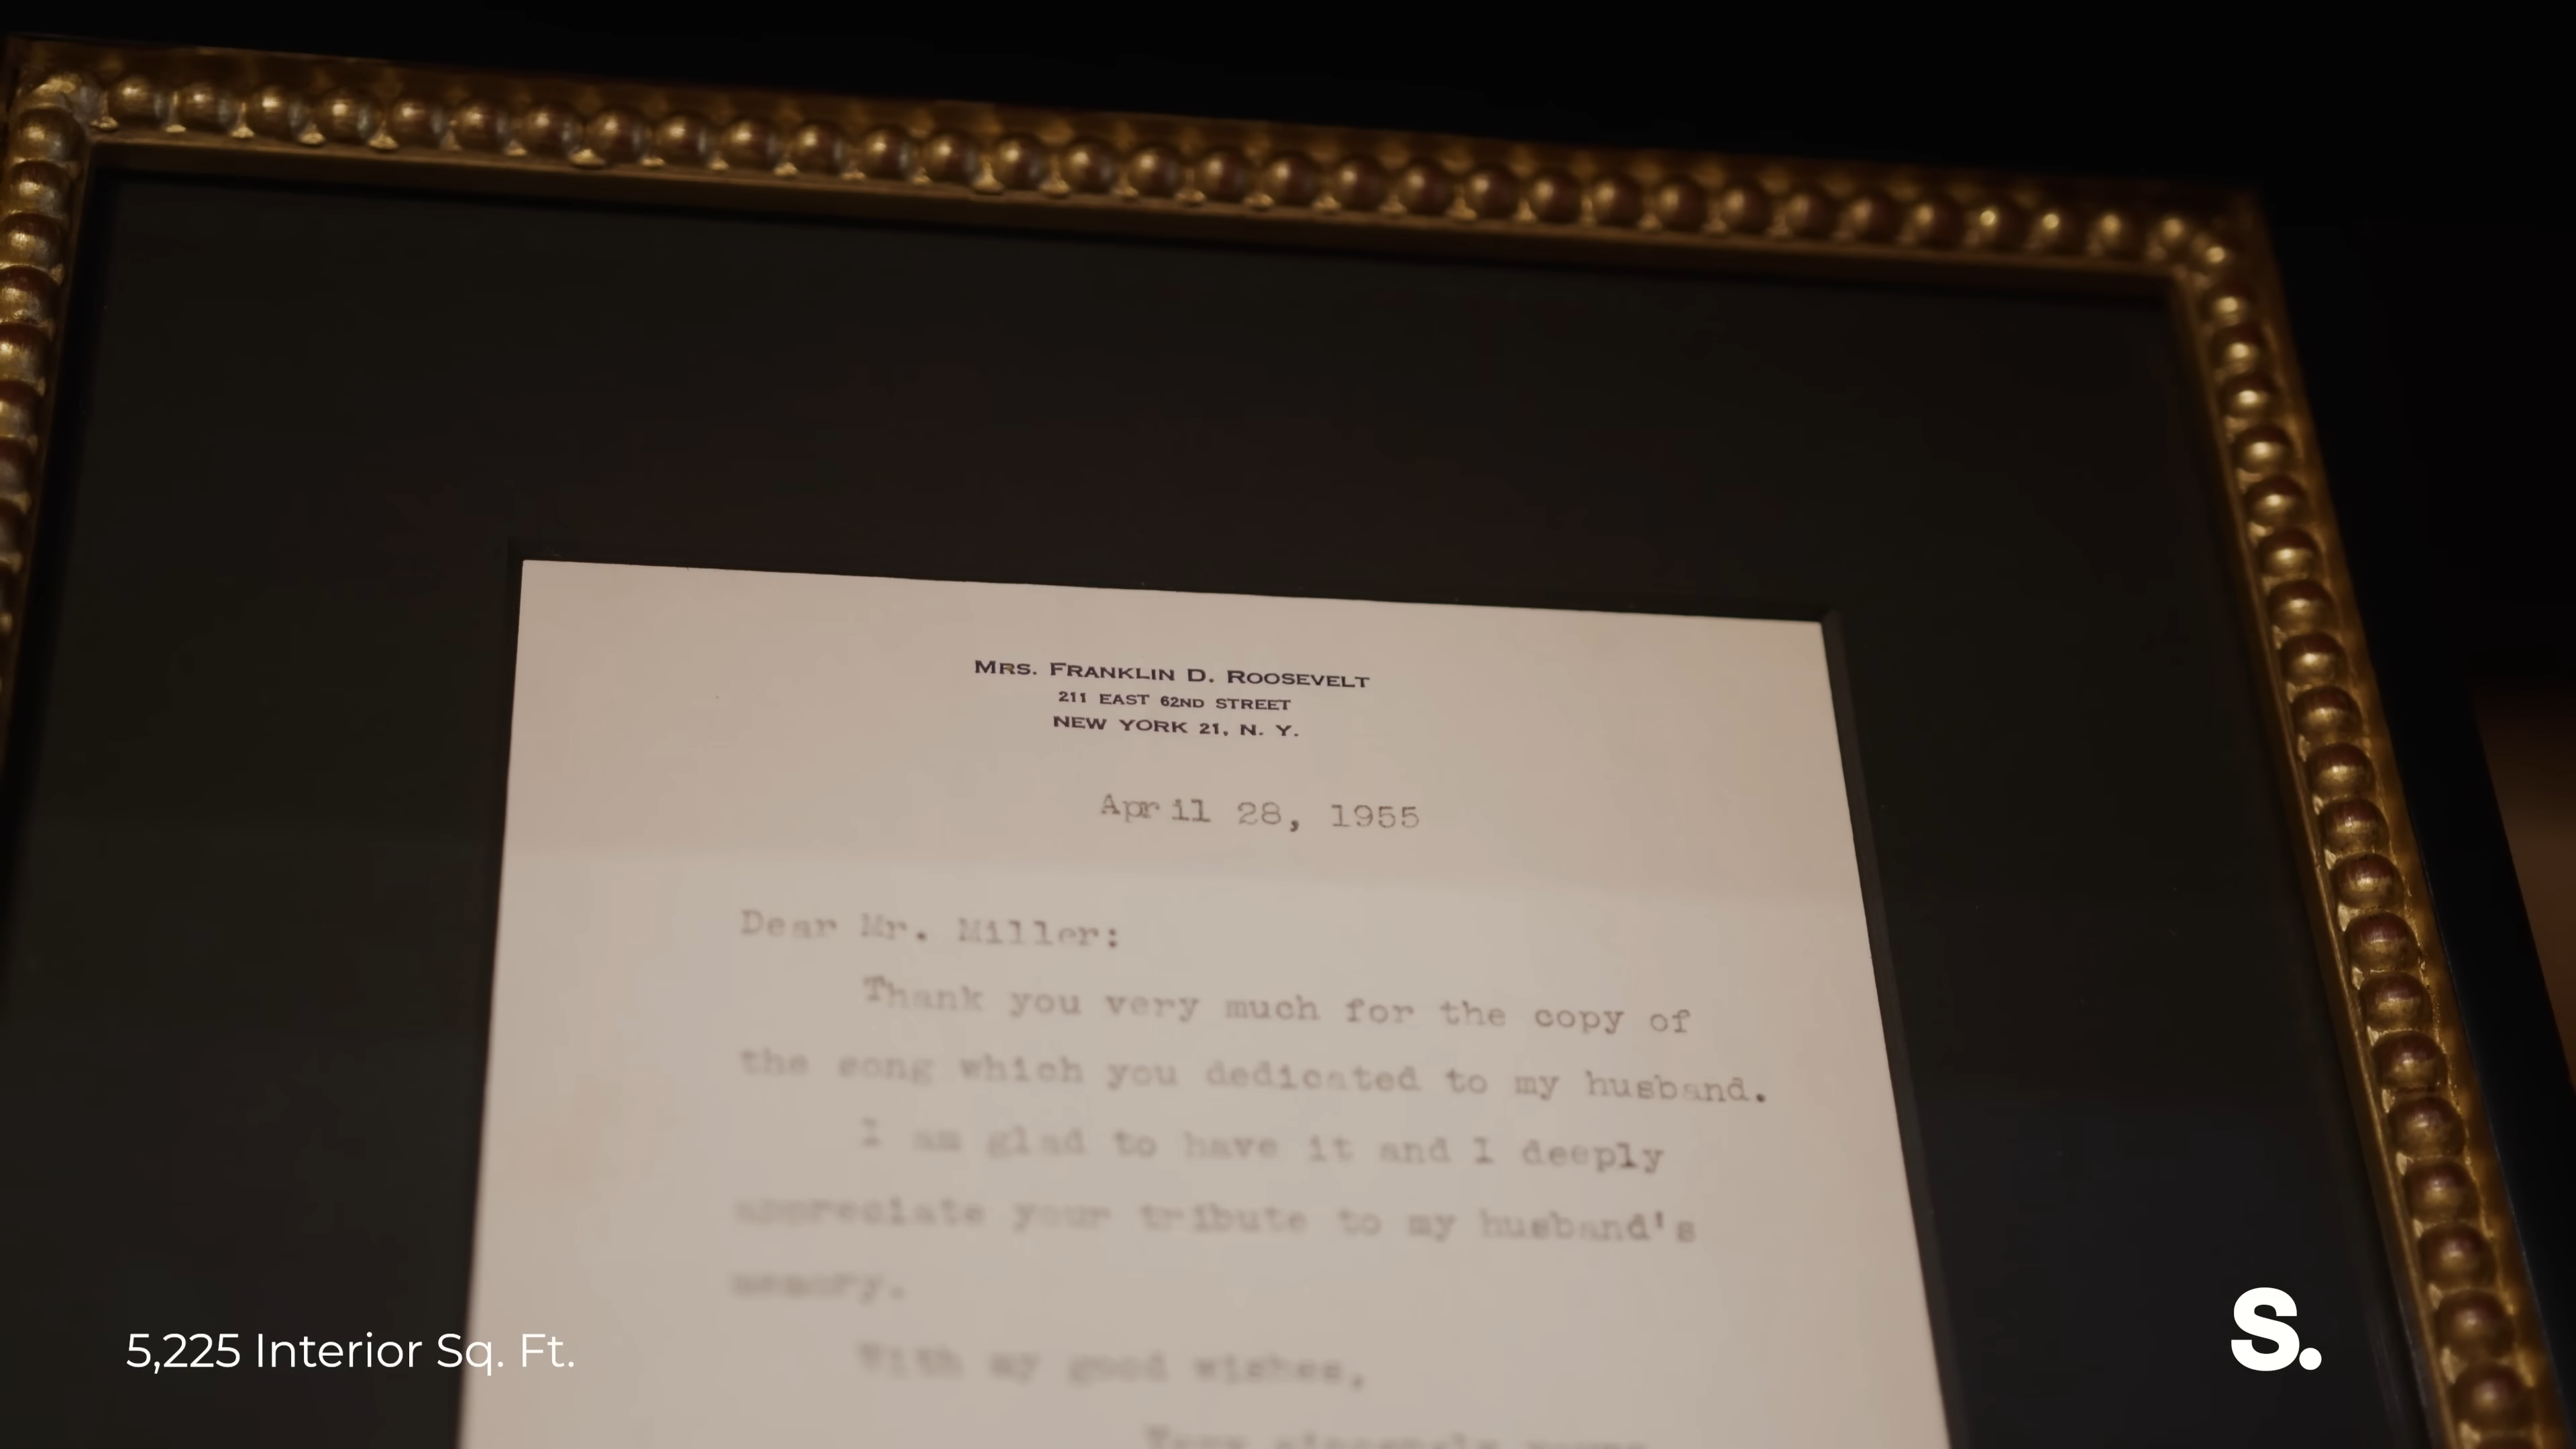 MRS. FRANKLIN D. ROOSEVELT
211 EAST 62ND STREET
NEW YORK 21, N. Y.
April 28, 1955
Dear Mr. Miller:
Thank you very much for the copy of
the song which you dedicated to my husband.
I am glad to have it and I deeply
appreciate your tribute to my husband's
memory.
With my good wishes,
5,225 Interior Sq. Ft.
S.